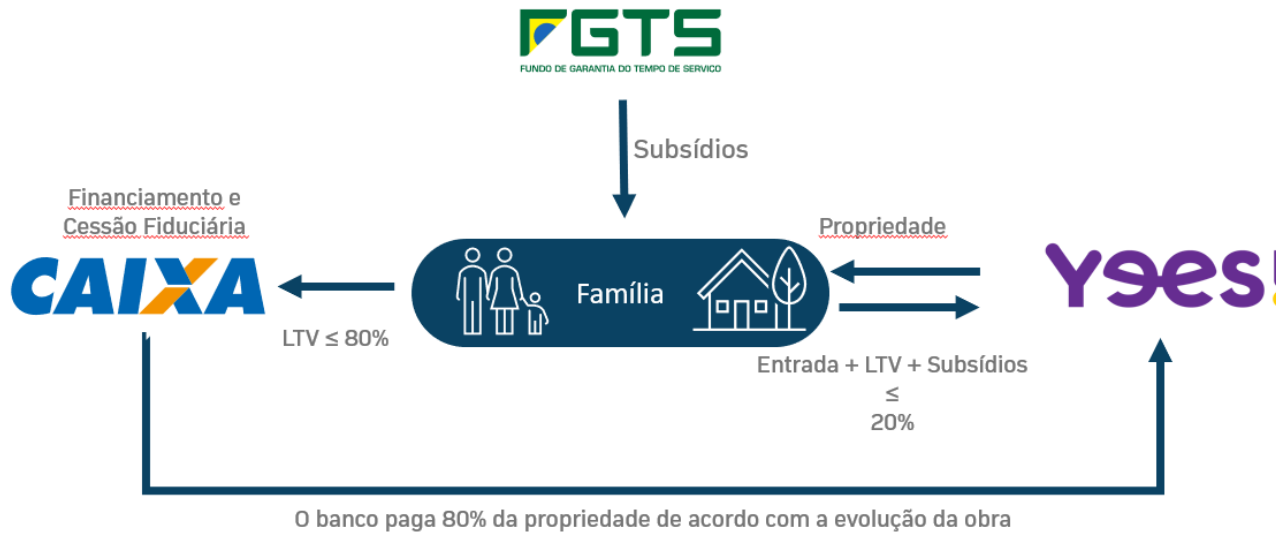 FGTS
FUNDO DE GARANTIA DO TEMPO DE SERVICO
Subsídios
Financiamento e
Cessão Fiduciária
Propriedade
CAIXA
Família
Yees!
LTV ≤ 80%
Entrada + LTV + Subsídios
≤
20%
O banco paga 80% da propriedade de acordo com a evolução da obra